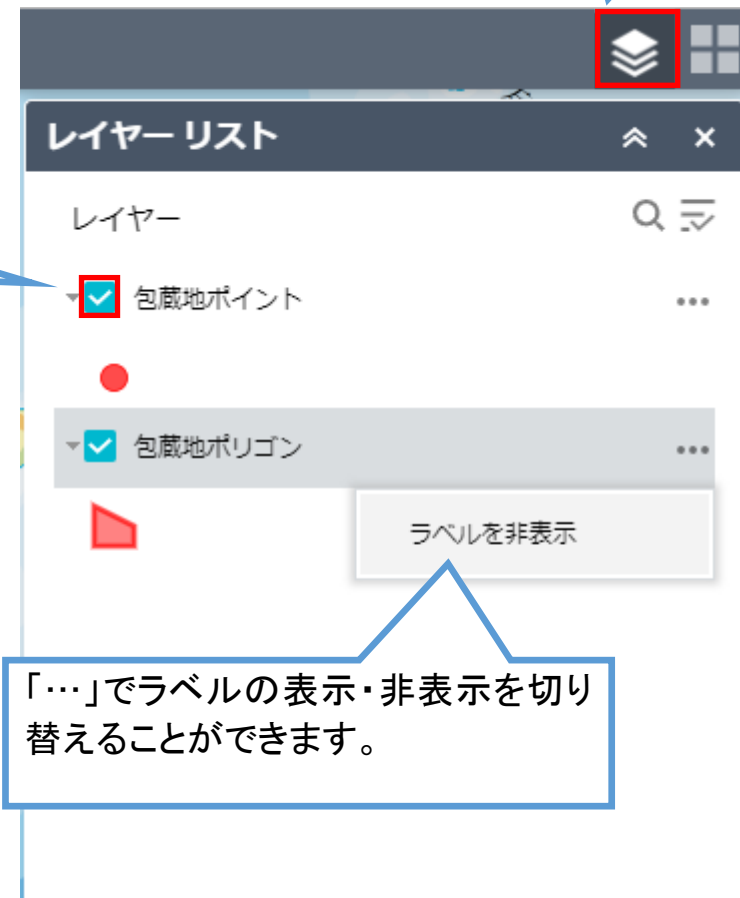 レイヤー リスト
レイヤー
包蔵地ポイント
包蔵地ポリゴン
ラベルを非表示
「…」でラベルの表示・非表示を切り
替えることができます。